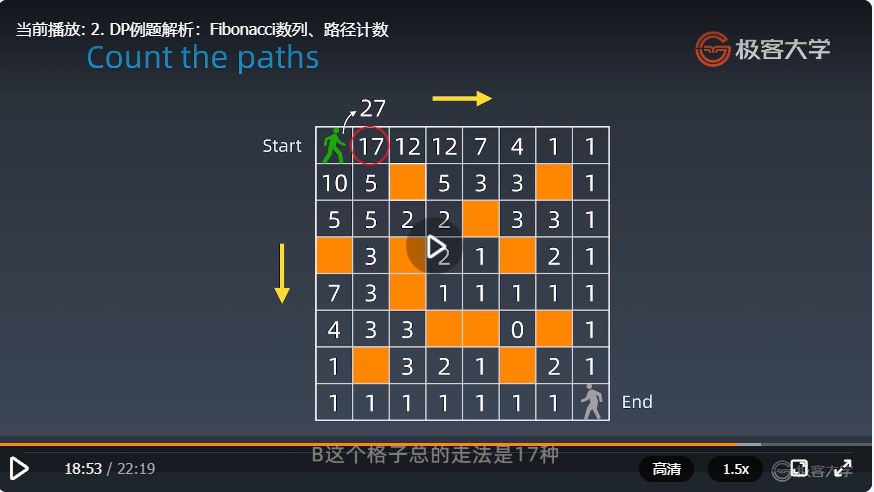 当前播放: 2. DP例题解析：Fibonacci数列、路径计数
Count the paths
极客大学
27
Start
17 12 12 7 4 1 1
10 5 5 3 3 1
5 5 2 2 3 3 1
3 2 1 2 1
7 3 1 1 1 1 1
4 3 3 0 1
1 3 2 1 2 1
1 1 1 1 1 1 1
End
B这个格子总的走法是17种
18:53 / 22:19
高清
1.5x
极客大学